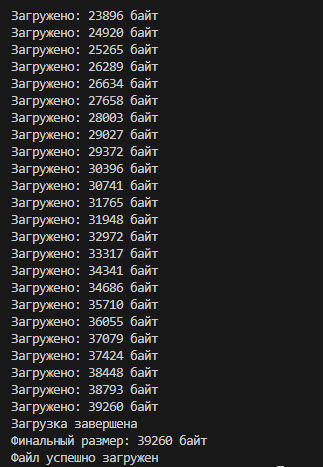 Загружено: 23896 байт
Загружено: 24920 байт
Загружено: 25265 байт
Загружено: 26289 байт
Загружено: 26634 байт
Загружено: 27658 байт
Загружено: 28003 байт
Загружено: 29027 байт
Загружено: 29372 байт
Загружено: 30396 байт
Загружено: 30741 байт
Загружено: 31765 байт
Загружено: 31948 байт
Загружено: 32972 байт
Загружено: 33317 байт
Загружено: 34341 байт
Загружено: 34686 байт
Загружено: 35710 байт
Загружено: 36055 байт
Загружено: 37079 байт
Загружено: 37424 байт
Загружено: 38448 байт
Загружено: 38793 байт
Загружено: 39260 байт
Загрузка завершена
Финальный размер: 39260 байт
Файл успешно загружен